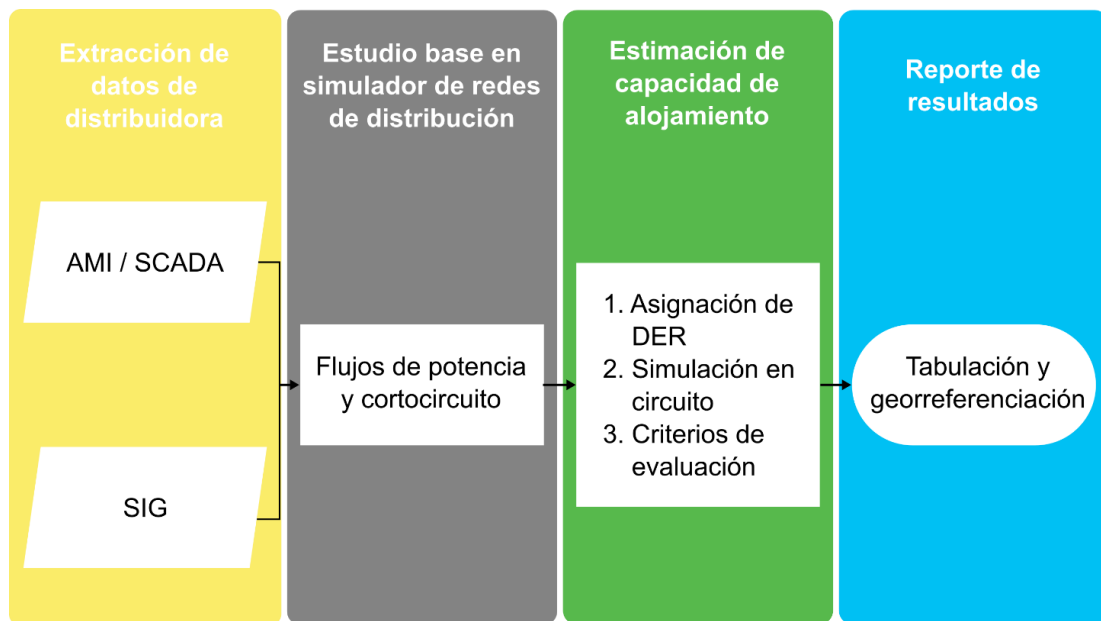 Extracción de
datos de
distribuidora
AMI / SCADA
SIG
Estudio base en
simulador de redes
de distribución
Flujos de potencia
y cortocircuito
Estimación de
capacidad de
alojamiento
1. Asignación de
DER
2. Simulación en
circuito
3. Criterios de
evaluación
Reporte de
resultados
Tabulación y
georreferenciación